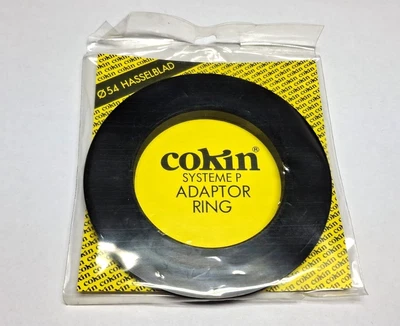 Ø54 HASSELBLAD
cokin®
SYSTEME P
ADAPTOR
RING